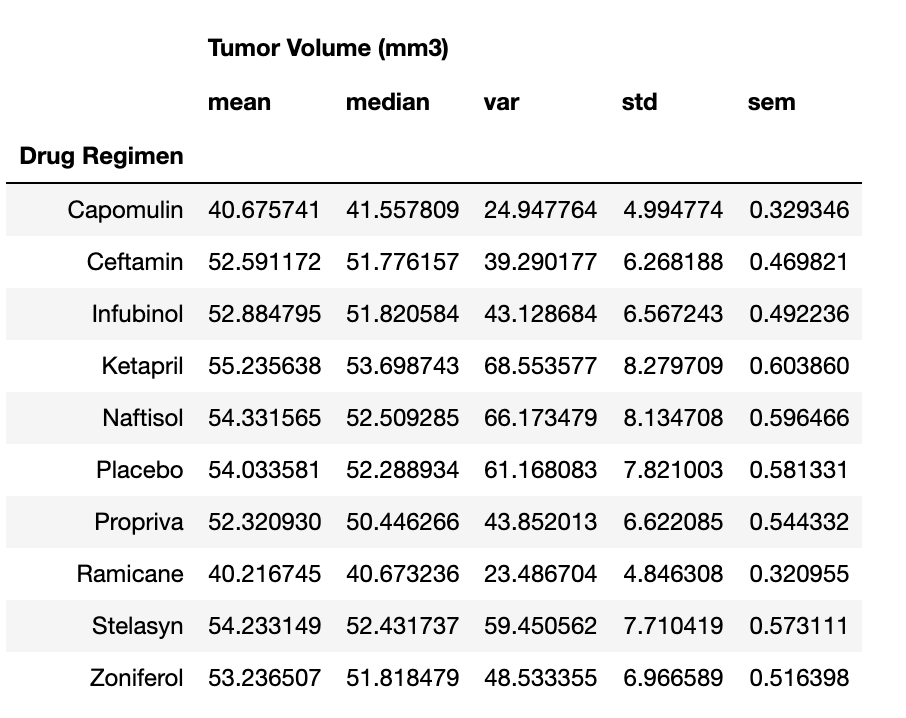 Tumor Volume (mm3)
mean median var std sem
Drug Regimen
Capomulin 40.675741 41.557809 24.947764 4.994774 0.329346
Ceftamin 52.591172 51.776157 39.290177 6.268188 0.469821
Infubinol 52.884795 51.820584 43.128684 6.567243 0.492236
Ketapril 55.235638 53.698743 68.553577 8.279709 0.603860
Naftisol 54.331565 52.509285 66.173479 8.134708 0.596466
Placebo 54.033581 52.288934 61.168083 7.821003 0.581331
Propriva 52.320930 50.446266 43.852013 6.622085 0.544332
Ramicane 40.216745 40.673236 23.486704 4.846308 0.320955
Stelasyn 54.233149 52.431737 59.450562 7.710419 0.573111
Zoniferol 53.236507 51.818479 48.533355 6.966589 0.516398